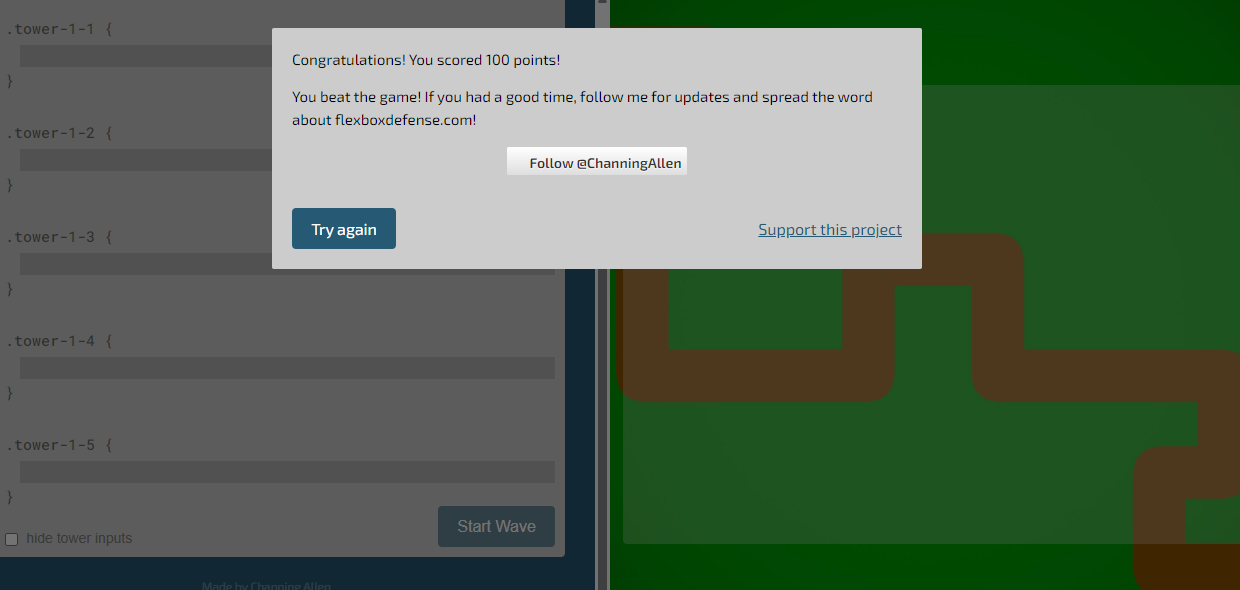 .tower-1-1 {
}
.tower-1-2 {
}
.tower-1-3 {
}
.tower-1-4 {
}
.tower-1-5 {
}
hide tower inputs
Start Wave
Made by Channing Allen
Congratulations! You scored 100 points!
You beat the game! If you had a good time, follow me for updates and spread the word
about flexboxdefense.com!
Follow @ChanningAllen
Try again
Support this project